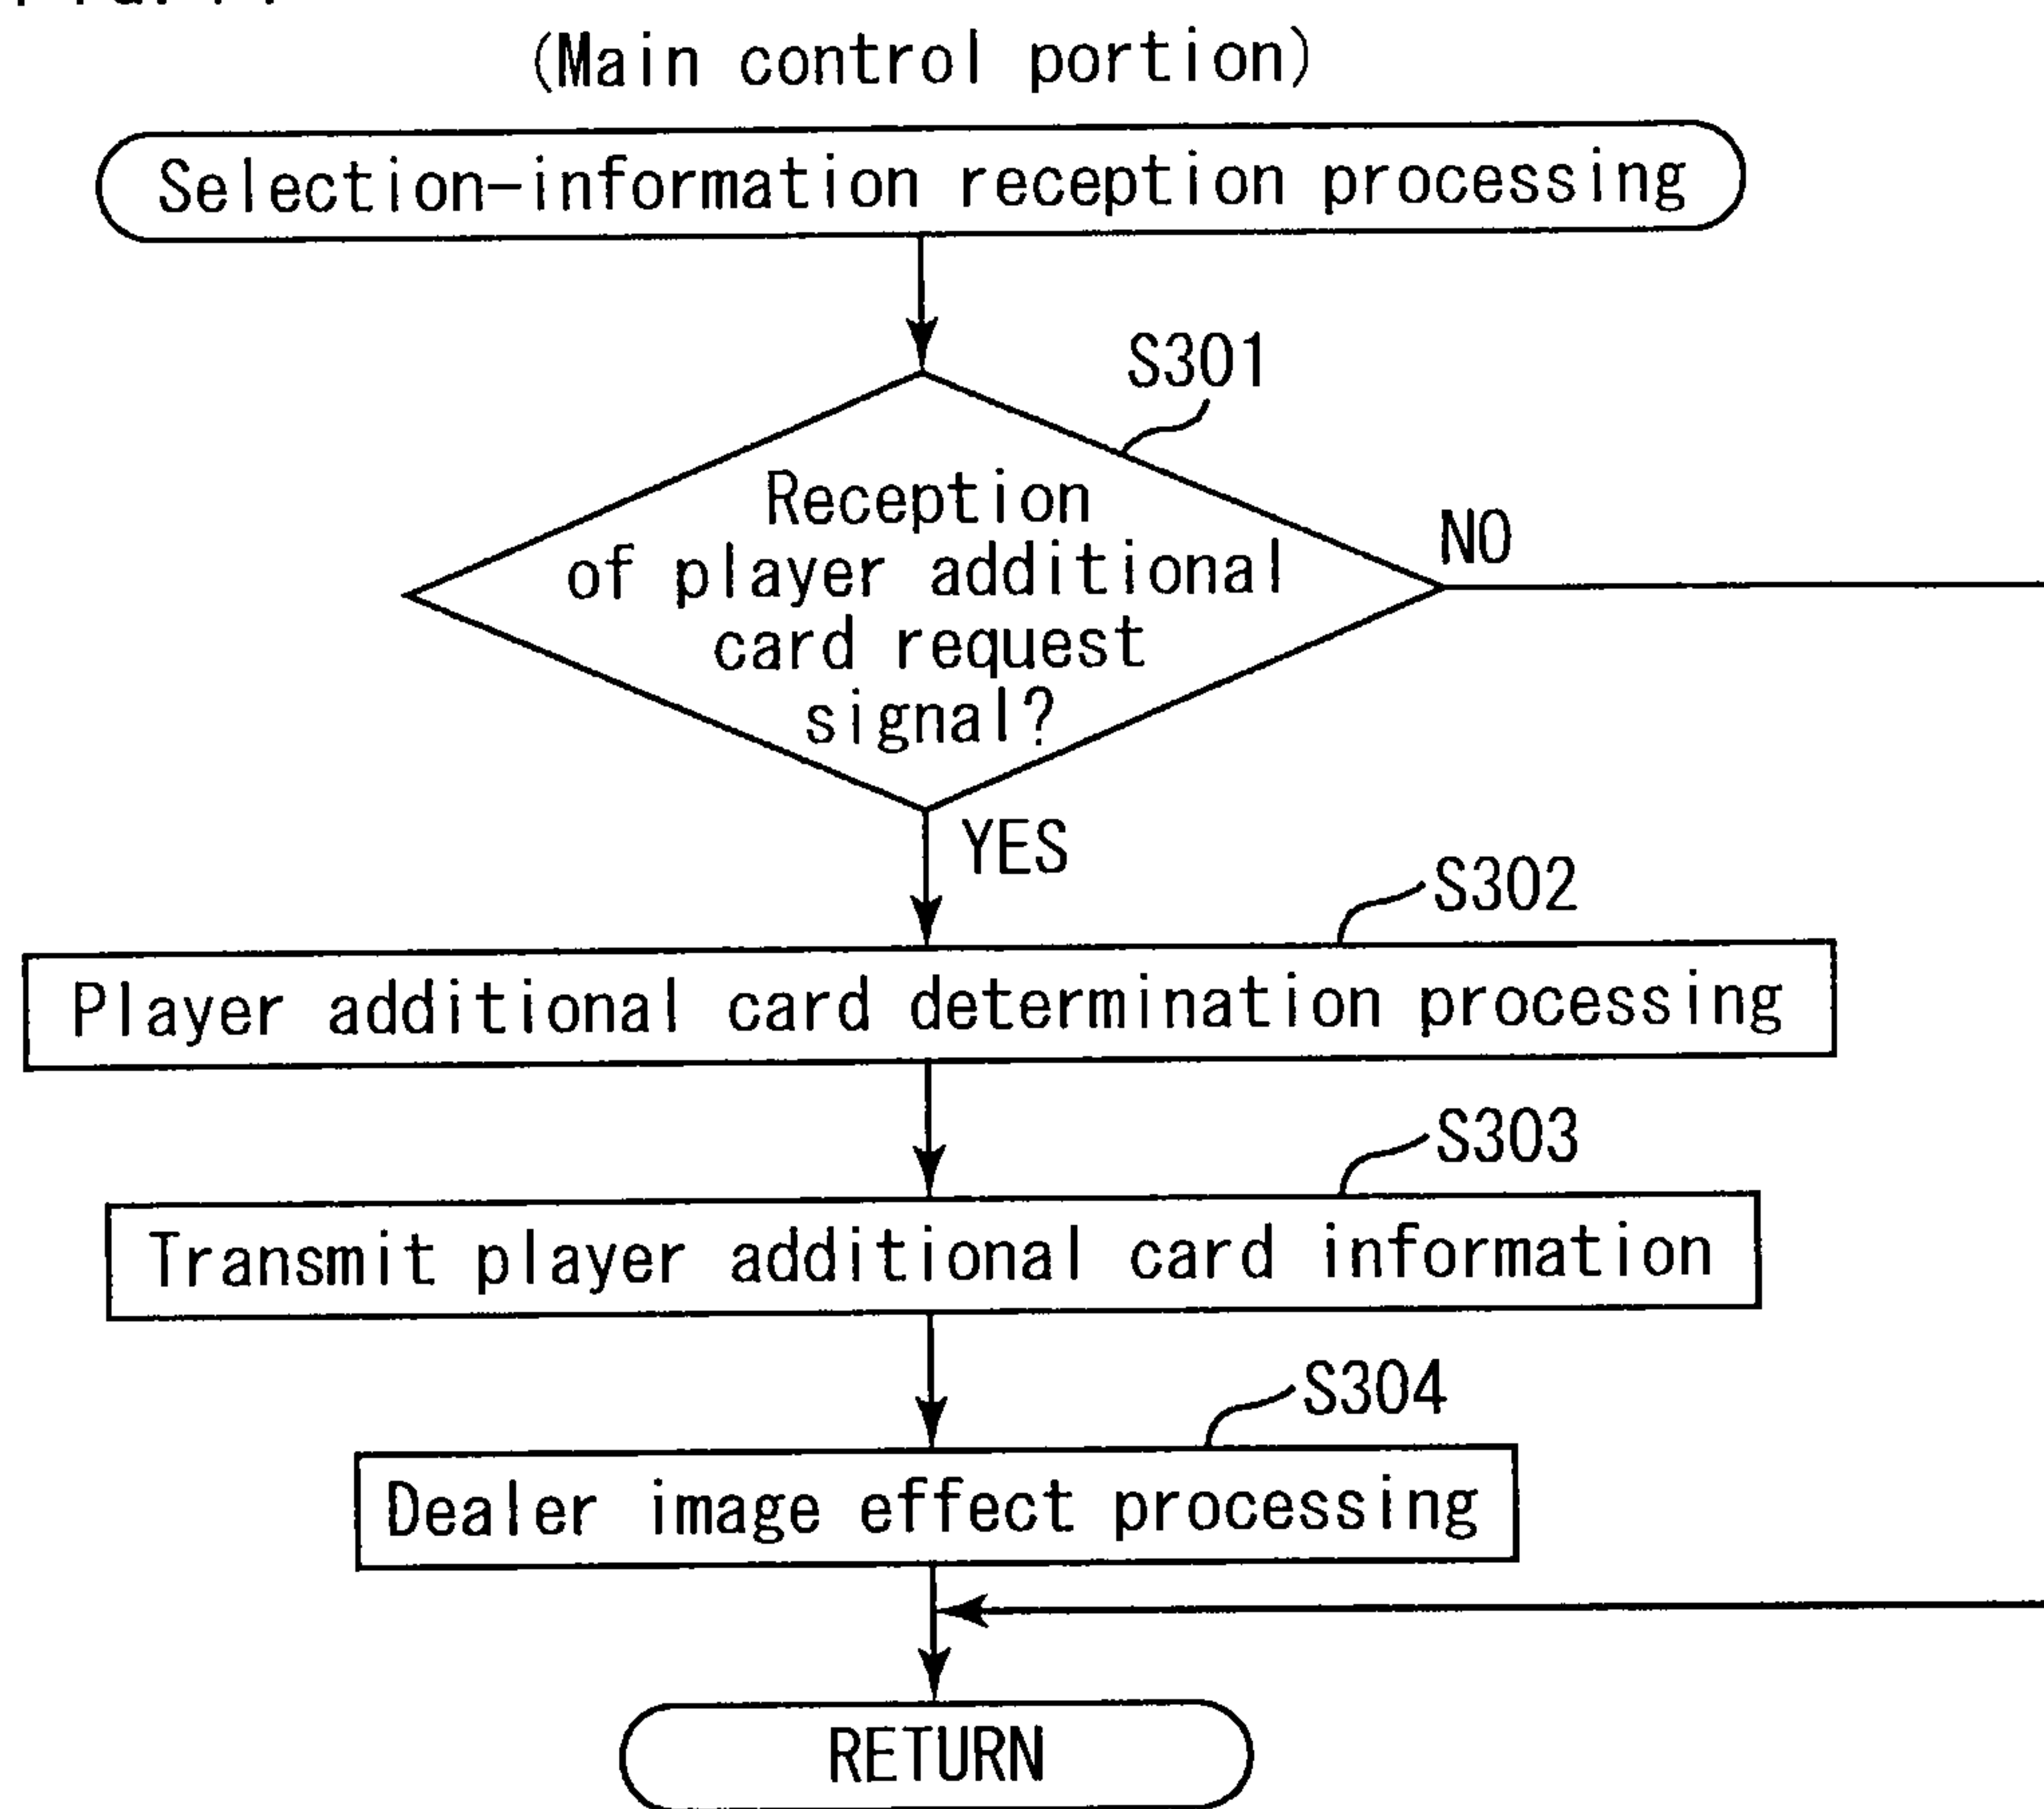 (Main control portion)
Selection-information reception processing
S301
Reception
of player additional
card request
signal?
NO
YES
S302
Player additional card determination processing
S303
Transmit player additional card information
S304
Dealer image effect processing
RETURN